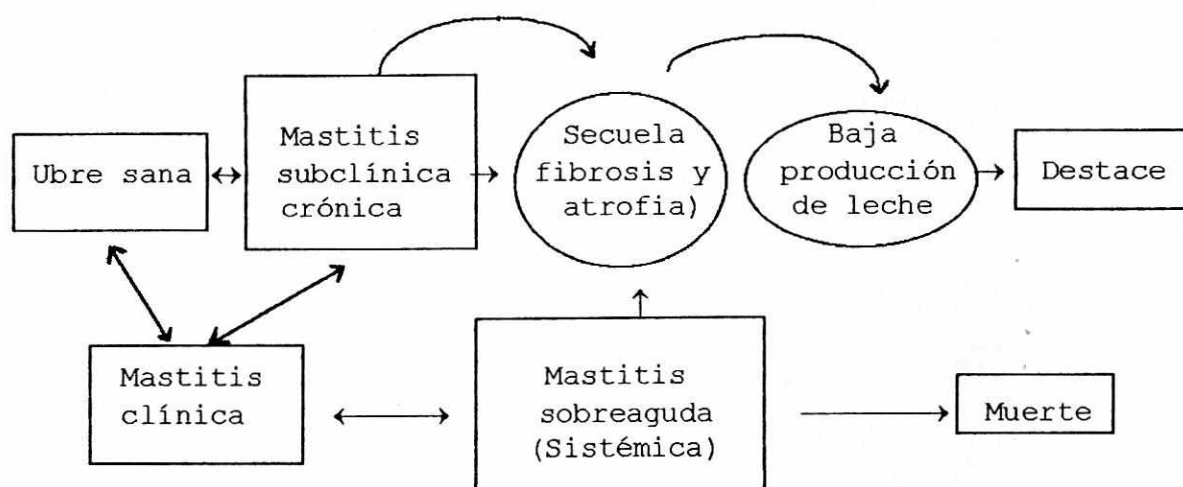 Ubre sana
Mastitis
subclínica
crónica
Secuela
fibrosis y
atrofia)
Baja
producción
de leche
Destace
Mastitis
clínica
Mastitis
sobreaguda
(Sistémica)
Muerte